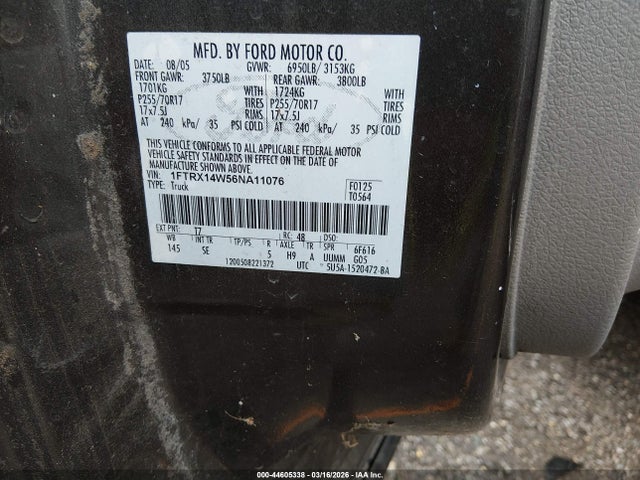 MFD. BY FORD MOTOR CO.
DATE: 08/05 GVWR: 6950LB/ 3153KG
FRONT GAWR: 3750LB REAR GAWR: 3800LB
1701KG WITH 1724KG WITH
P255/70R17 TIRES P255/70R17 TIRES
17x7.5J RIMS 17x7.5J RIMS
AT 240 kPa/ 35 PSI COLD AT 240 kPa/ 35 PSI COLD
THIS VEHICLE CONFORMS TO ALL APPLICABLE FEDERAL MOTOR
VEHICLE SAFETY STANDARDS IN EFFECT ON THE DATE OF
MANUFACTURE SHOWN ABOVE.
VIN: 1FTRX14W56NA11076 F0125
TYPE: Truck T0564
EXT PNT: T7 RC: 48 DSO:
WB INT TR TP/PS R AXLE TR SPR 6F616
145 SE 5 H9 A UUMM G05
1200508221372 UTC 5U5A-1520472-BA
000-44605338 - 03/16/2026 - IAA Inc.